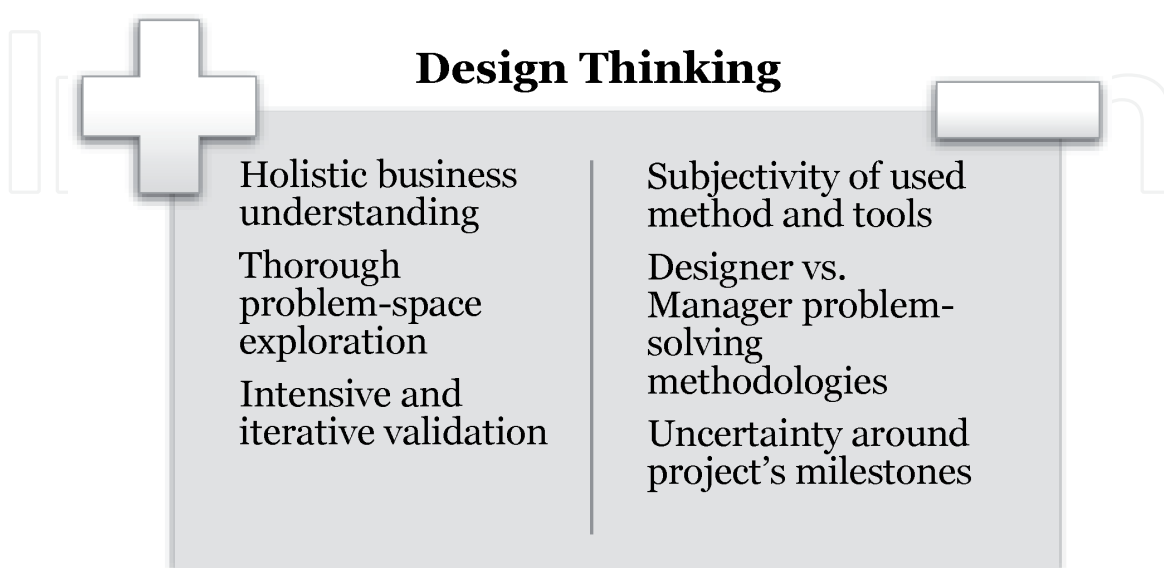 Design Thinking
Holistic business
understanding
Thorough
problem-space
exploration
Intensive and
iterative validation
Subjectivity of used
method and tools
Designer vs.
Manager problem-
solving
methodologies
Uncertainty around
project’s milestones